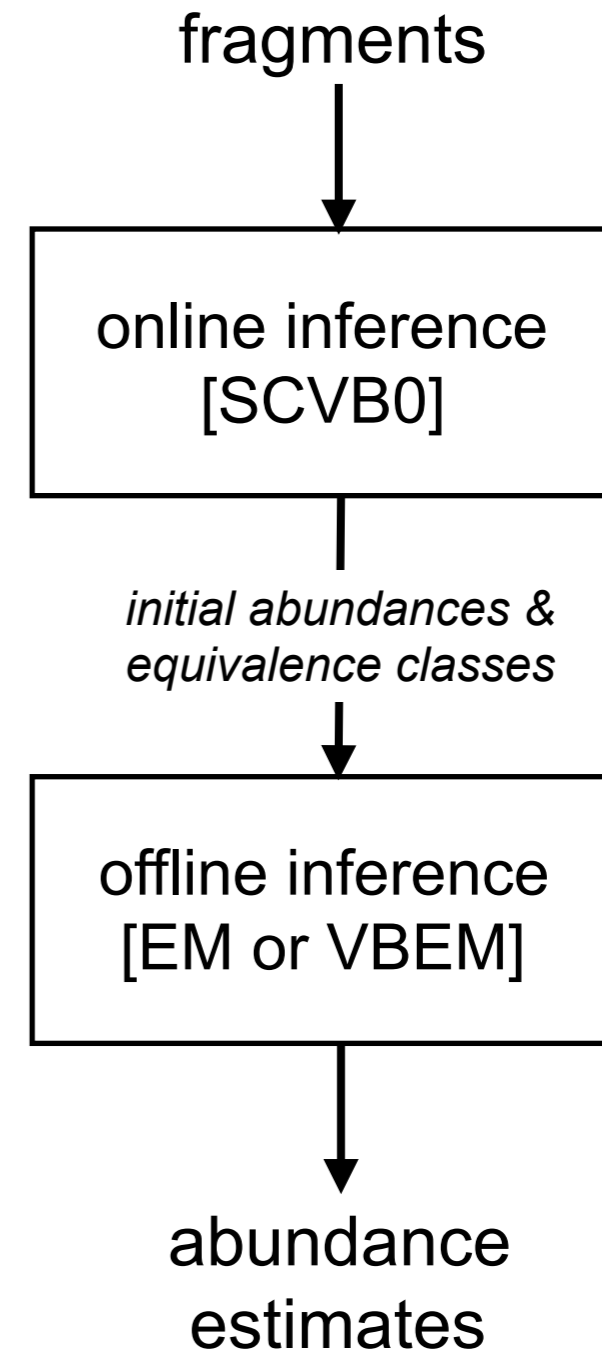 fragments
online inference
[SCVB0]
initial abundances &
equivalence classes
offline inference
[EM or VBEM]
abundance
estimates